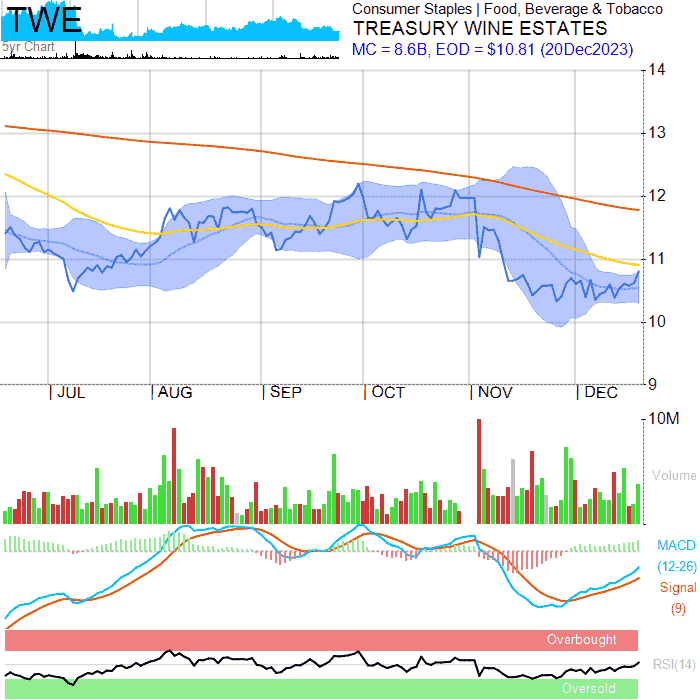 TWE
5yr Chart
Consumer Staples | Food, Beverage & Tobacco
TREASURY WINE ESTATES
MC = 8.6B, EOD = $10.81 (20Dec2023)
14
13
12
11
10
9
| JUL | AUG | SEP | OCT | NOV | DEC
10M
Volume
MACD
(12-26)
Signal
(9)
Overbought
RSI(14)
Oversold